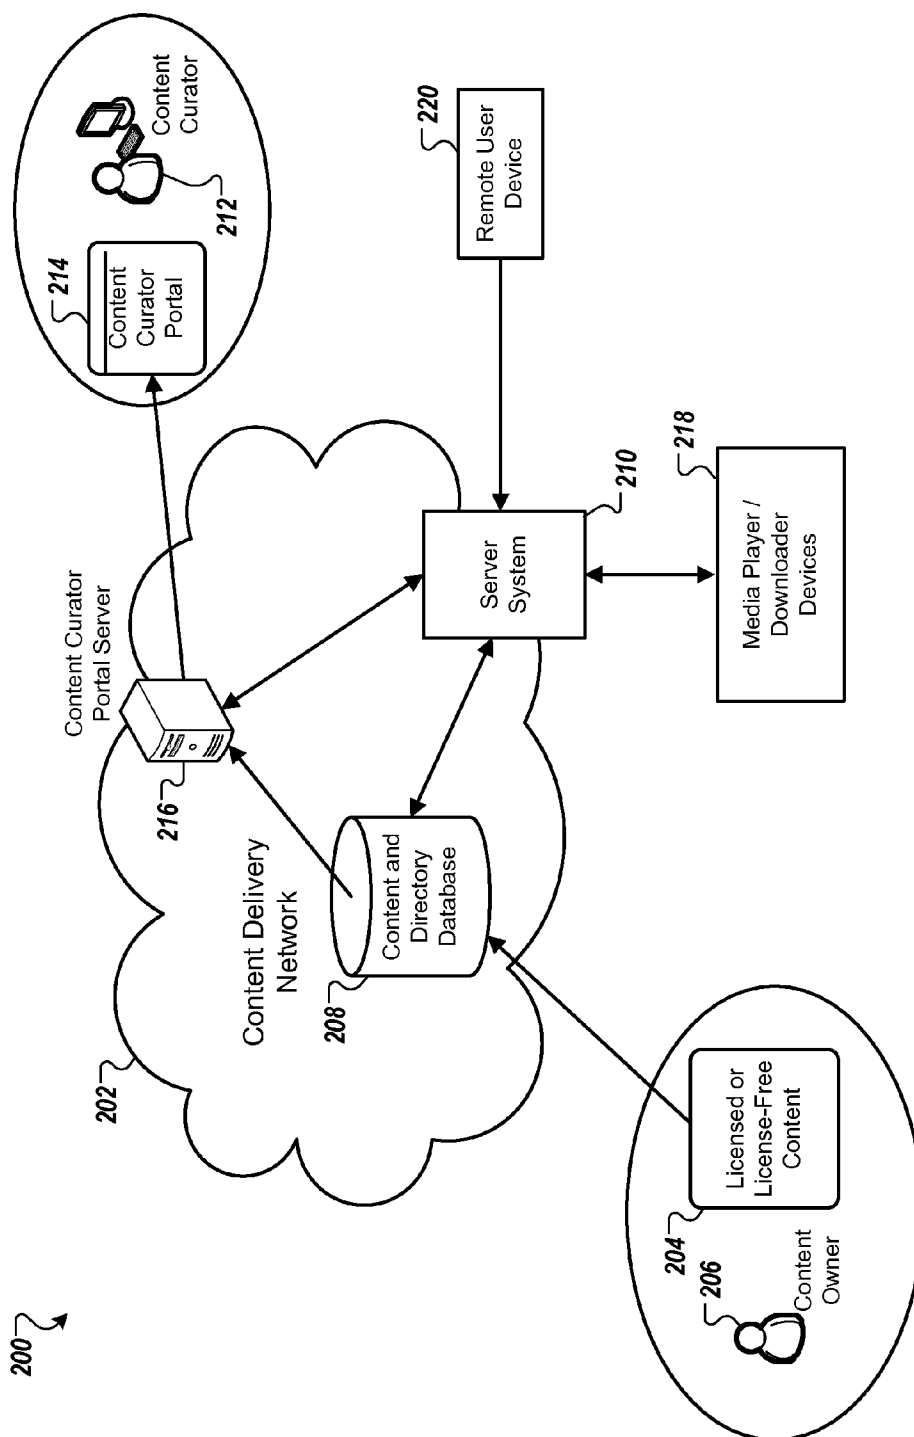 200
202
Content Delivery
Network
216
Content Curator
Portal Server
214
Content
Curator
Portal
212
Content
Curator
208
Content and
Directory
Database
Server
System
210
220
Remote User
Device
218
Media Player /
Downloader
Devices
204
Licensed or
License-Free
Content
206
Content
Owner